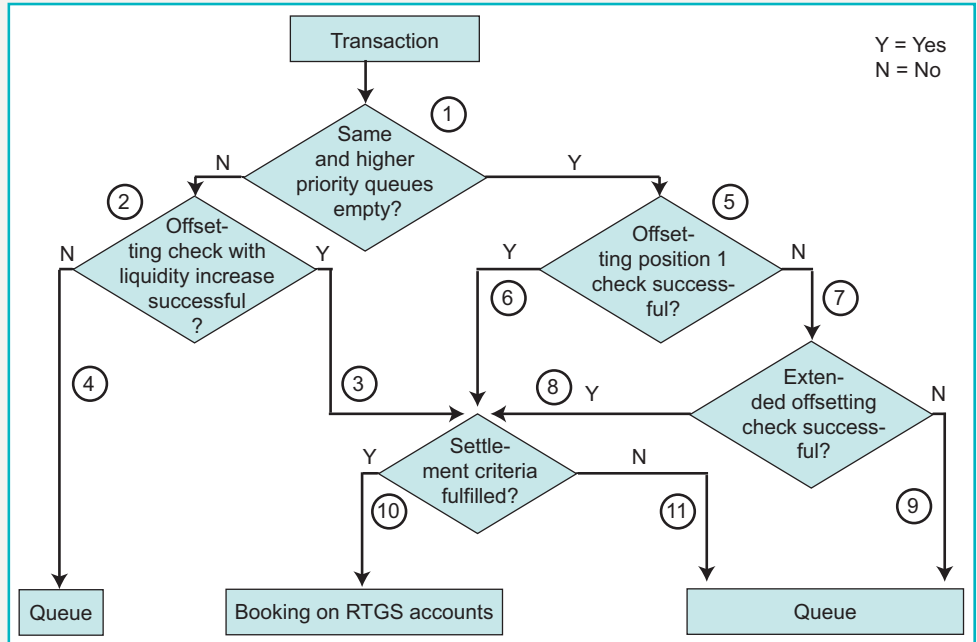 Transaction
Y = Yes
N = No
1
Same
and higher
priority queues
empty?
N
Y
2
5
Offset-
ting check with
liquidity increase
successful
?
N
Y
Offset-
ting position 1
check success-
ful?
Y
N
6
7
4
3
8
Y
Exten-
ded offsetting
check success-
ful?
N
Settle-
ment criteria
fulfilled?
Y
N
10
11
9
Queue
Booking on RTGS accounts
Queue